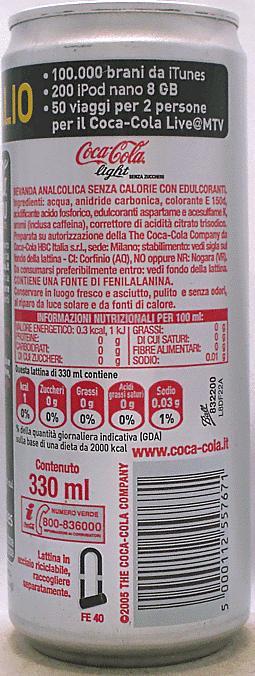 IO
• 100.000 brani da iTunes
• 200 iPod nano 8 GB
• 50 viaggi per 2 persone
per il Coca-Cola Live@MTV
Coca-Cola
light SENZA ZUCCHERI
BEVANDA ANALCOLICA SENZA CALORIE CON EDULCORANTI.
Ingredienti: acqua, anidride carbonica, colorante E 150d,
acidificante acido fosforico, edulcoranti aspartame e acesulfame K,
aromi (inclusa caffeina), correttore di acidità citrato trisodico.
Preparata su autorizzazione della The Coca-Cola Company da
Coca-Cola HBC Italia s.r.l., sede: Milano; stabilimento: vedi sigla sul
fondo della lattina - CI: Corfinio (AQ), NO oppure NR: Nogara (VR).
Da consumarsi preferibilmente entro: vedi fondo della lattina.
CONTIENE UNA FONTE DI FENILALANINA.
Conservare in luogo fresco e asciutto, pulito e senza odori,
al riparo da luce solare e da fonti di calore.
INFORMAZIONI NUTRIZIONALI PER 100 ml:
VALORE ENERGETICO: 0.3 kcal, 1 kJ GRASSI: 0 g
PROTEINE: 0 g DI CUI SATURI: 0 g
CARBOIDRATI: 0 g FIBRE ALIMENTARI: 0 g
DI CUI ZUCCHERI: 0 g SODIO: 0.01 g
Questa lattina di 330 ml contiene
kcal 1 0%
Zuccheri 0 g 0%
Grassi 0 g 0%
Acidi grassi saturi 0 g 0%
Sodio 0,03 g 1%
Ball
832200
LBDF22A
% della quantità giornaliera indicativa (GDA)
sulla base di una dieta da 2000 kcal
www.coca-cola.it
Contenuto
330 ml
NUMERO VERDE
800-836000
INFORMAZIONI AI CONSUMATORI
Lattina in
acciaio riciclabile,
raccogliere
separatamente.
FE 40
©2005 THE COCA-COLA COMPANY
5 000112 557671